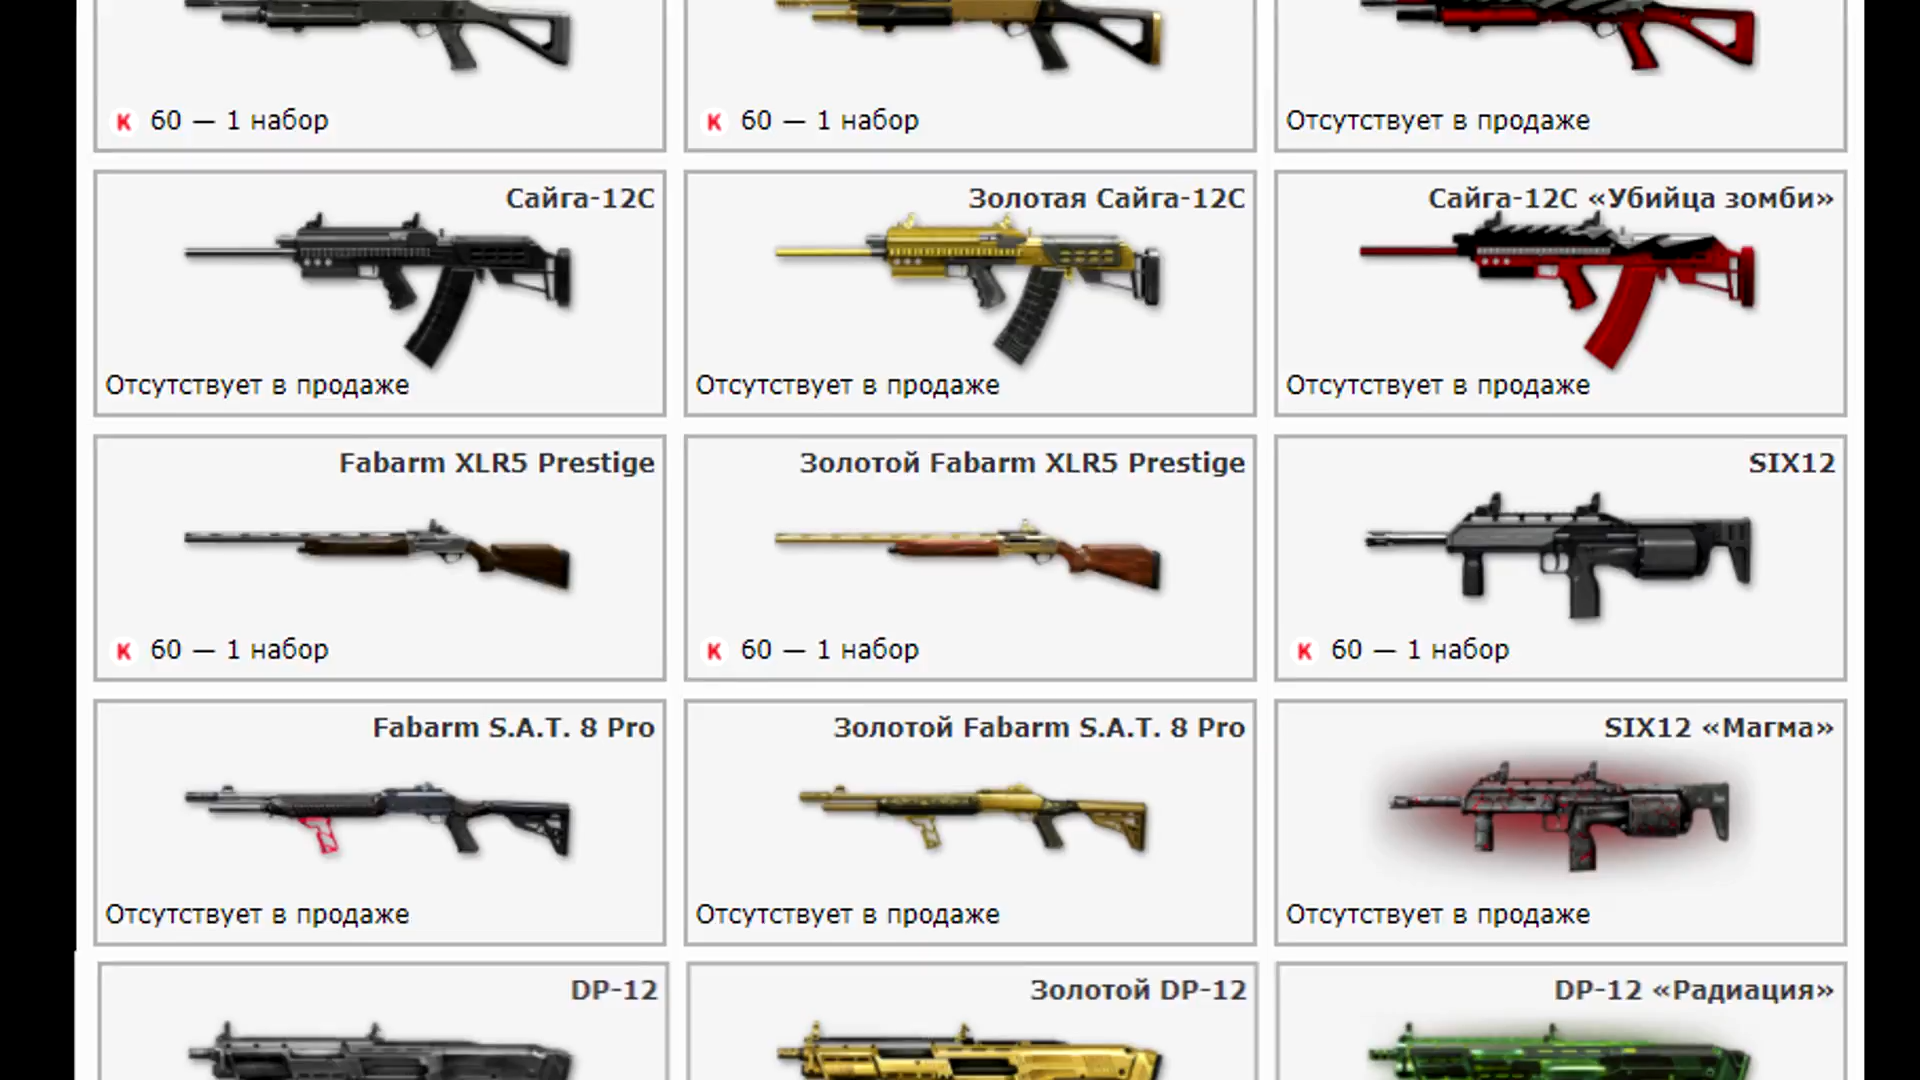 K 60 — 1 набор
K 60 — 1 набор
Отсутствует в продаже
Сайга-12С
Золотая Сайга-12С
Сайга-12С «Убийца зомби»
Отсутствует в продаже
Отсутствует в продаже
Отсутствует в продаже
Fabarm XLR5 Prestige
Золотой Fabarm XLR5 Prestige
SIX12
K 60 — 1 набор
K 60 — 1 набор
K 60 — 1 набор
Fabarm S.A.T. 8 Pro
Золотой Fabarm S.A.T. 8 Pro
SIX12 «Магма»
Отсутствует в продаже
Отсутствует в продаже
Отсутствует в продаже
DP-12
Золотой DP-12
DP-12 «Радиация»